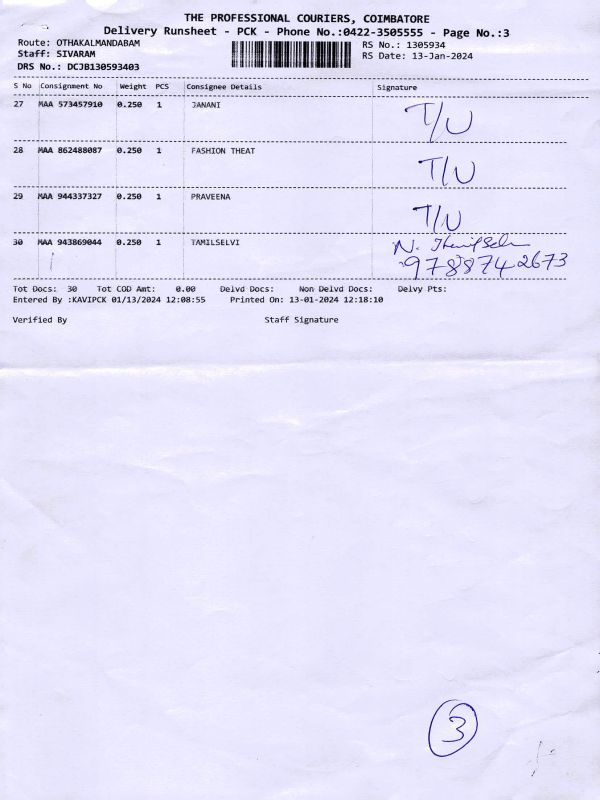 THE PROFESSIONAL COURIERS, COIMBATORE
Delivery Runsheet - PCK - Phone No.:0422-3505555 - Page No.:3
Route: OTHAKALMANDABAM RS No.: 1305934
Staff: SIVARAM RS Date: 13-Jan-2024
DRS No.: DCJB130593403
S No Consignment No Weight PCS Consignee Details Signature
27 MAA 573457910 0.250 1 JANANI T/U
28 MAA 862488087 0.250 1 FASHION THEAT T/U
29 MAA 944337327 0.250 1 PRAVEENA T/U
30 MAA 943869044 0.250 1 TAMILSELVI N.
9788742673
Tot Docs: 30 Tot COD Amt: 0.00 Delvd Docs: Non Delvd Docs: Delvy Pts:
Entered By :KAVIPCK 01/13/2024 12:08:55 Printed On: 13-01-2024 12:18:10
Verified By Staff Signature
3